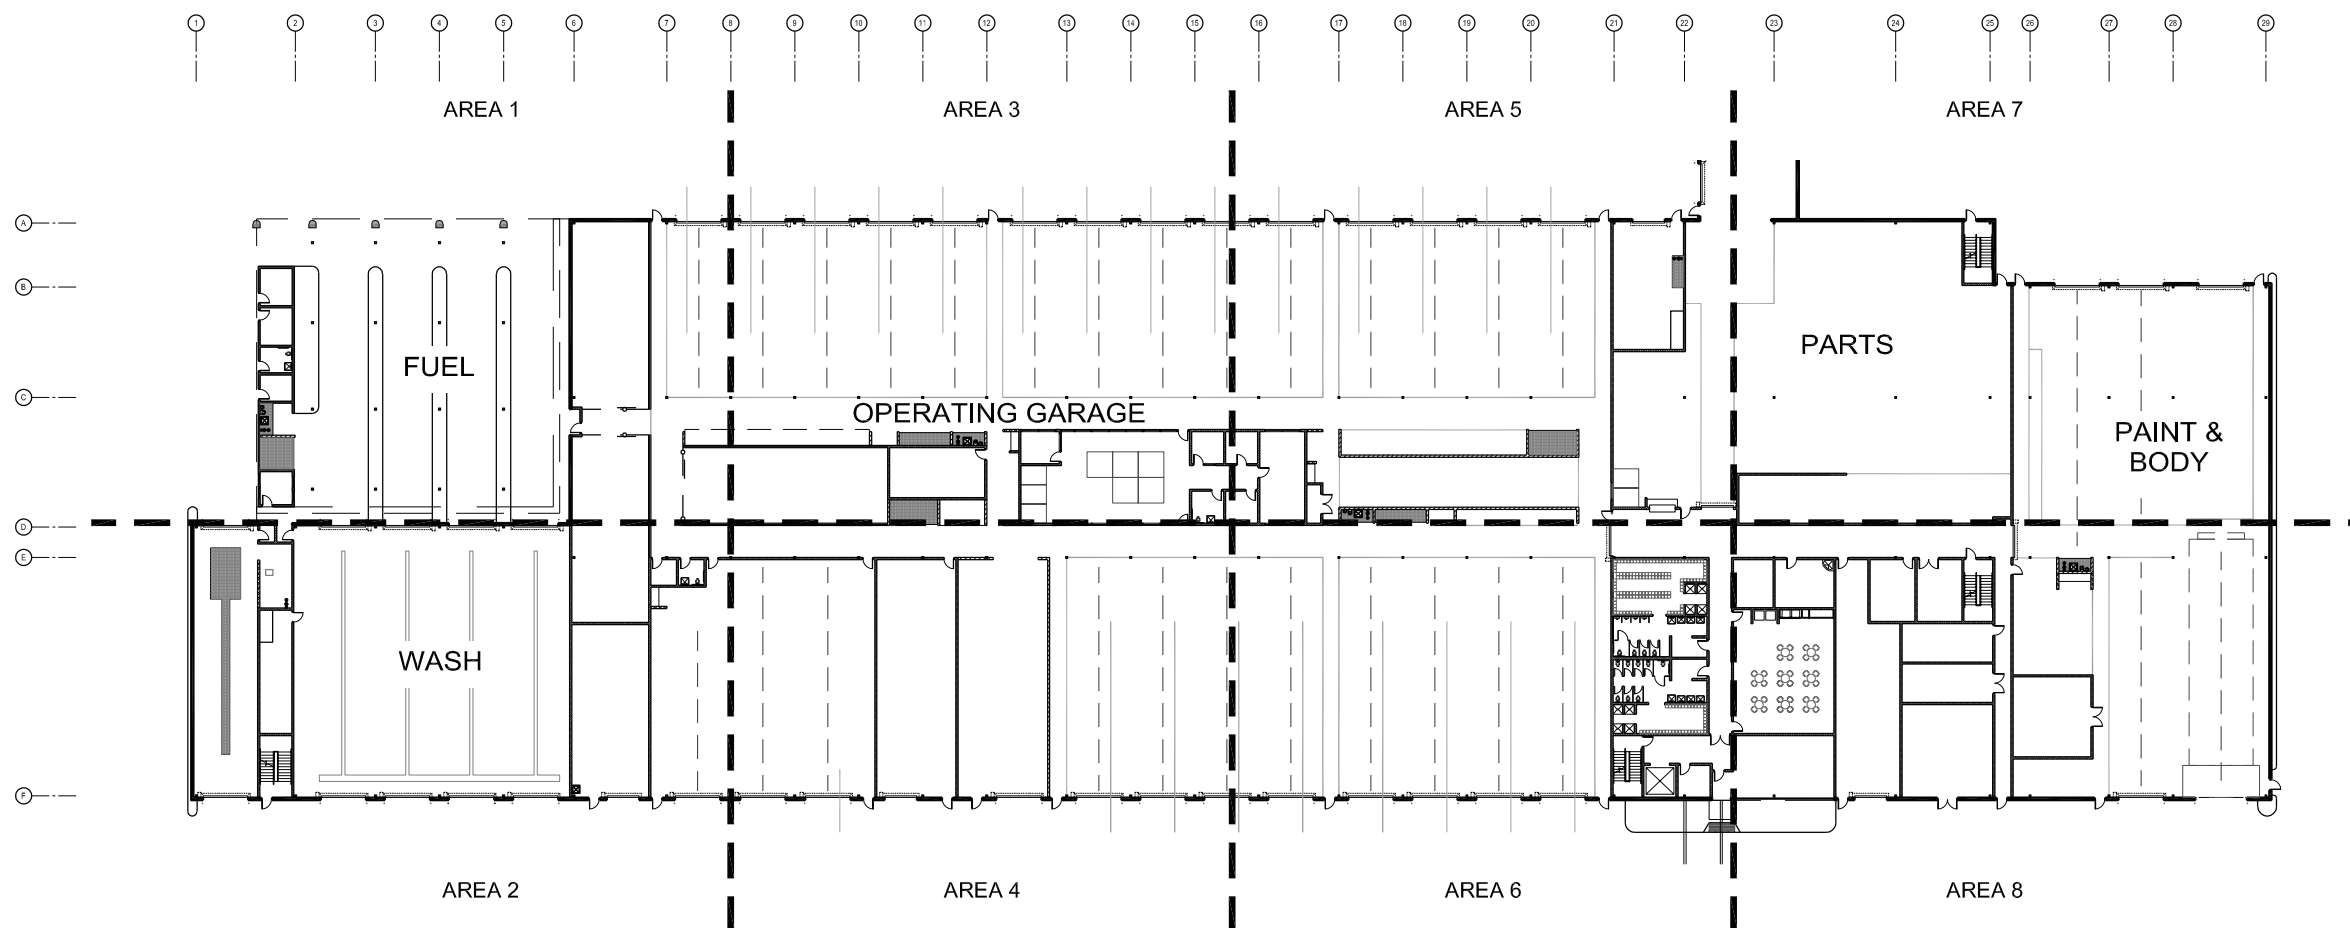 1 2 3 4 5 6 7 8 9 10 11 12 13 14 15 16 17 18 19 20 21 22 23 24 25 26 27 28 29
AREA 1 AREA 3 AREA 5 AREA 7
A
B
PARTS
FUEL
C
OPERATING GARAGE
PAINT &
BODY
D
E
WASH
F
AREA 2 AREA 4 AREA 6 AREA 8